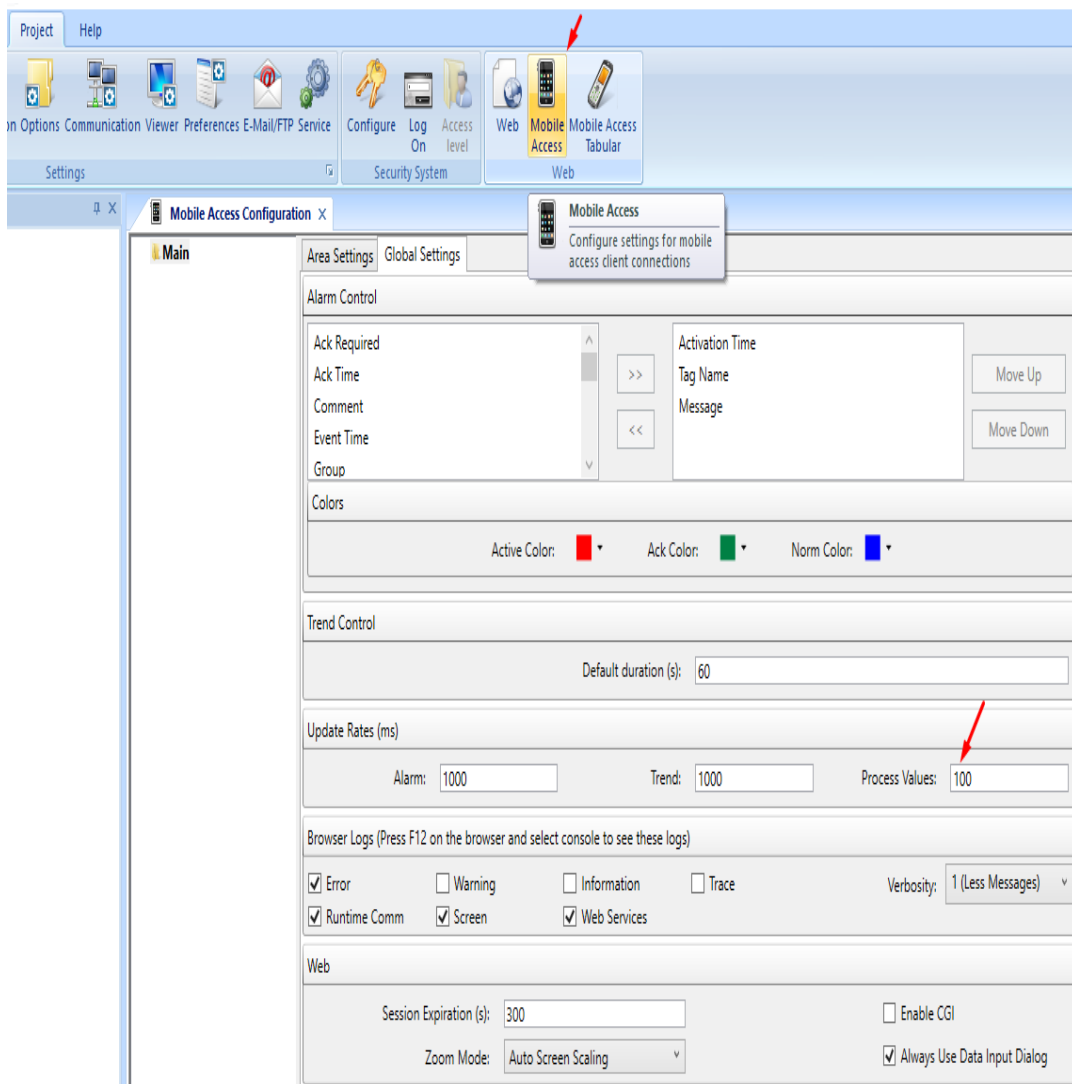 Project Help
on Options Communication Viewer Preferences E-Mail/FTP Service Configure Log On Access level Web Mobile Access Mobile Access Tabular
Settings Security System Web
Mobile Access Configuration X
Mobile Access
Configure settings for mobile
access client connections
Main
Area Settings Global Settings
Alarm Control
Ack Required
Ack Time
Comment
Event Time
Group
>>
<<
Activation Time
Tag Name
Message
Move Up
Move Down
Colors
Active Color: Ack Color: Norm Color:
Trend Control
Default duration (s): 60
Update Rates (ms)
Alarm: 1000 Trend: 1000 Process Values: 100
Browser Logs (Press F12 on the browser and select console to see these logs)
Error Warning Information Trace Verbosity: 1 (Less Messages)
Runtime Comm Screen Web Services
Web
Session Expiration (s): 300 Enable CGI
Zoom Mode: Auto Screen Scaling Always Use Data Input Dialog